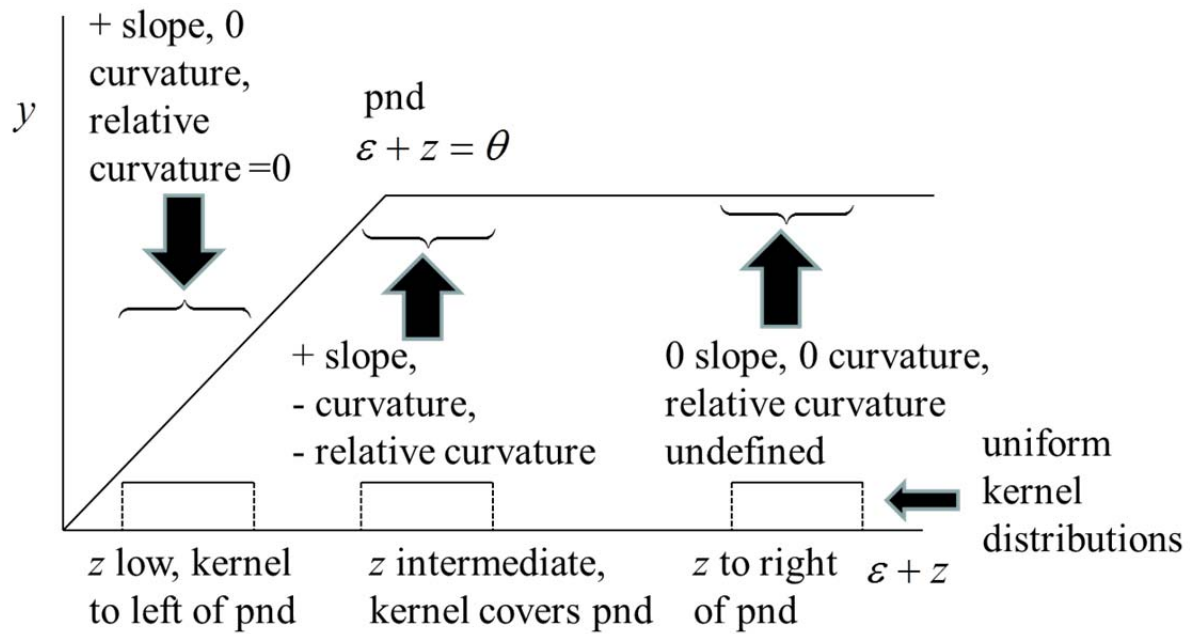 + slope, 0
curvature,
relative
curvature =0
y
pnd
ε + z = θ
+ slope,
- curvature,
- relative curvature
0 slope, 0 curvature,
relative curvature
undefined
uniform
kernel
distributions
z low, kernel
to left of pnd
z intermediate,
kernel covers pnd
z to right
of pnd
ε + z